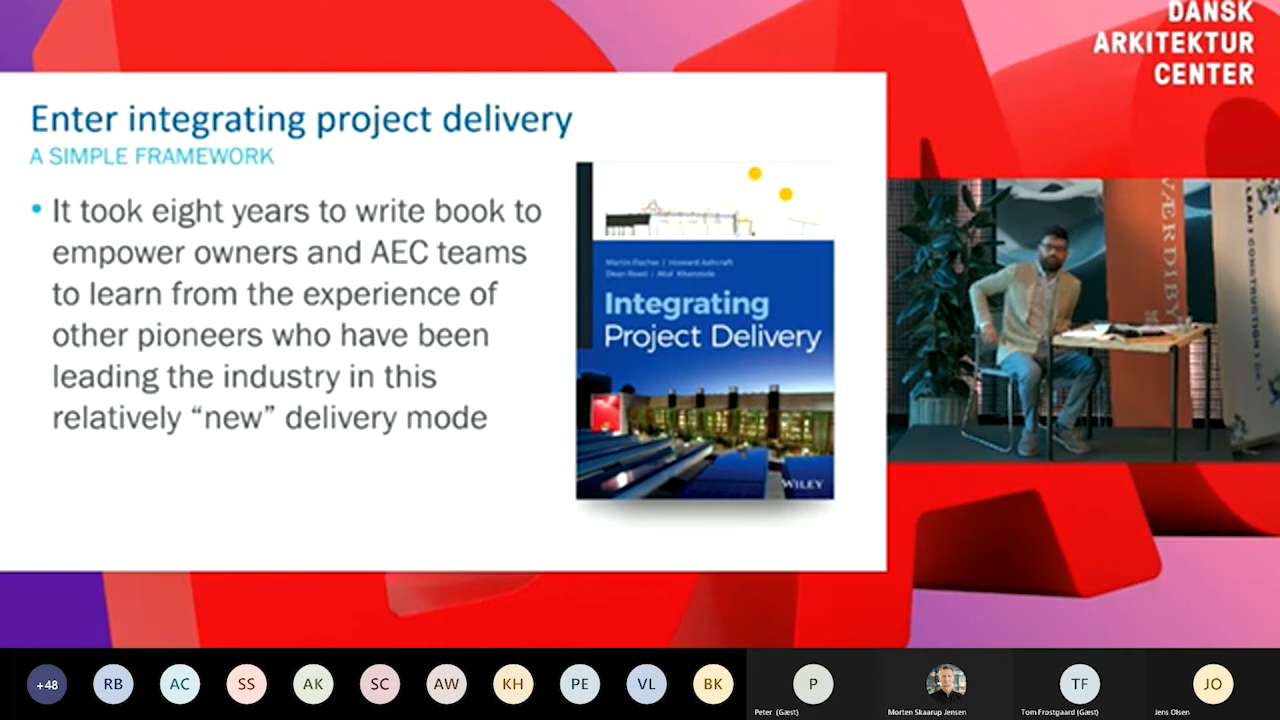 DANSK
ARKITEKTUR
CENTER
Enter integrating project delivery
A SIMPLE FRAMEWORK
• It took eight years to write book to
empower owners and AEC teams
to learn from the experience of
other pioneers who have been
leading the industry in this
relatively “new” delivery mode
Martin Fischer | Howard Ashcraft
Dean Reed | Atul Khanzode
Integrating
Project Delivery
WILEY
VÆRDIBY
LEAN CONSTRUCTION
+48
RB
AC
SS
AK
SC
AW
KH
PE
VL
BK
P
TF
JO
Peter (Gæst)
Morten Skaarup Jensen
Tom Frostgaard (Gæst)
Jens Olsen